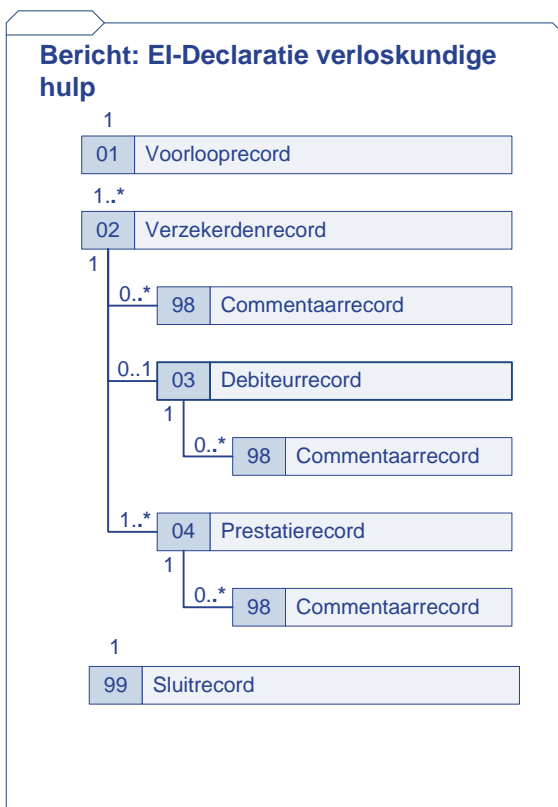 Bericht: EI-Declaratie verloskundige
hulp
1
01 Voorlooprecord
1..*
02 Verzekerdenrecord
1
0..* 98 Commentaarrecord
0..1 03 Debiteurrecord
1
0..* 98 Commentaarrecord
1..* 04 Prestatierecord
1
0..* 98 Commentaarrecord
1
99 Sluitrecord